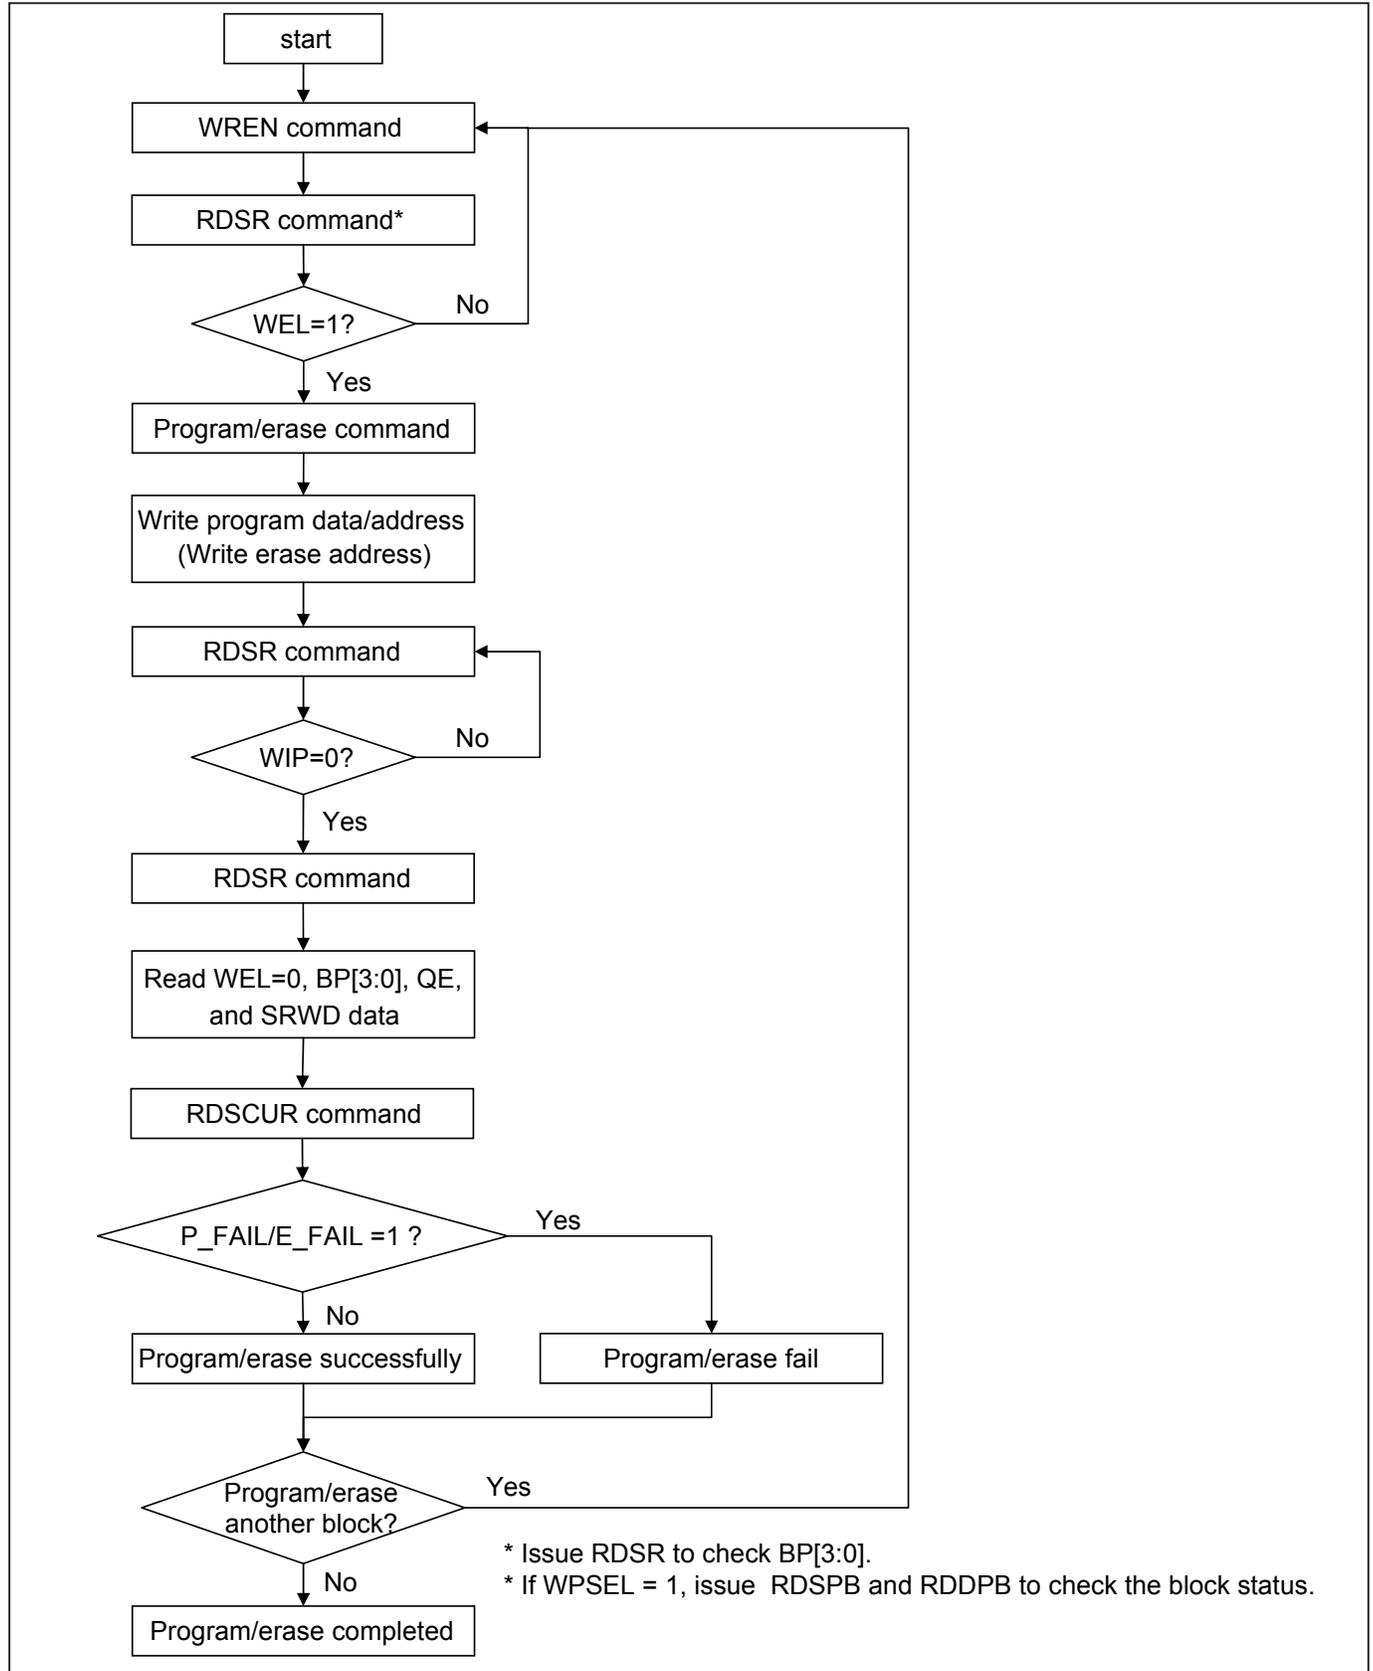 start
WREN command
RDSR command*
WEL=1?
No
Yes
Program/erase command
Write program data/address
(Write erase address)
RDSR command
WIP=0?
No
Yes
RDSR command
Read WEL=0, BP[3:0], QE,
and SRWD data
RDSCUR command
P_FAIL/E_FAIL =1 ?
Yes
No
Program/erase successfully
Program/erase fail
Program/erase
another block?
Yes
* Issue RDSR to check BP[3:0].
* If WPSEL = 1, issue  RDSPB and RDDPB to check the block status.
No
Program/erase completed